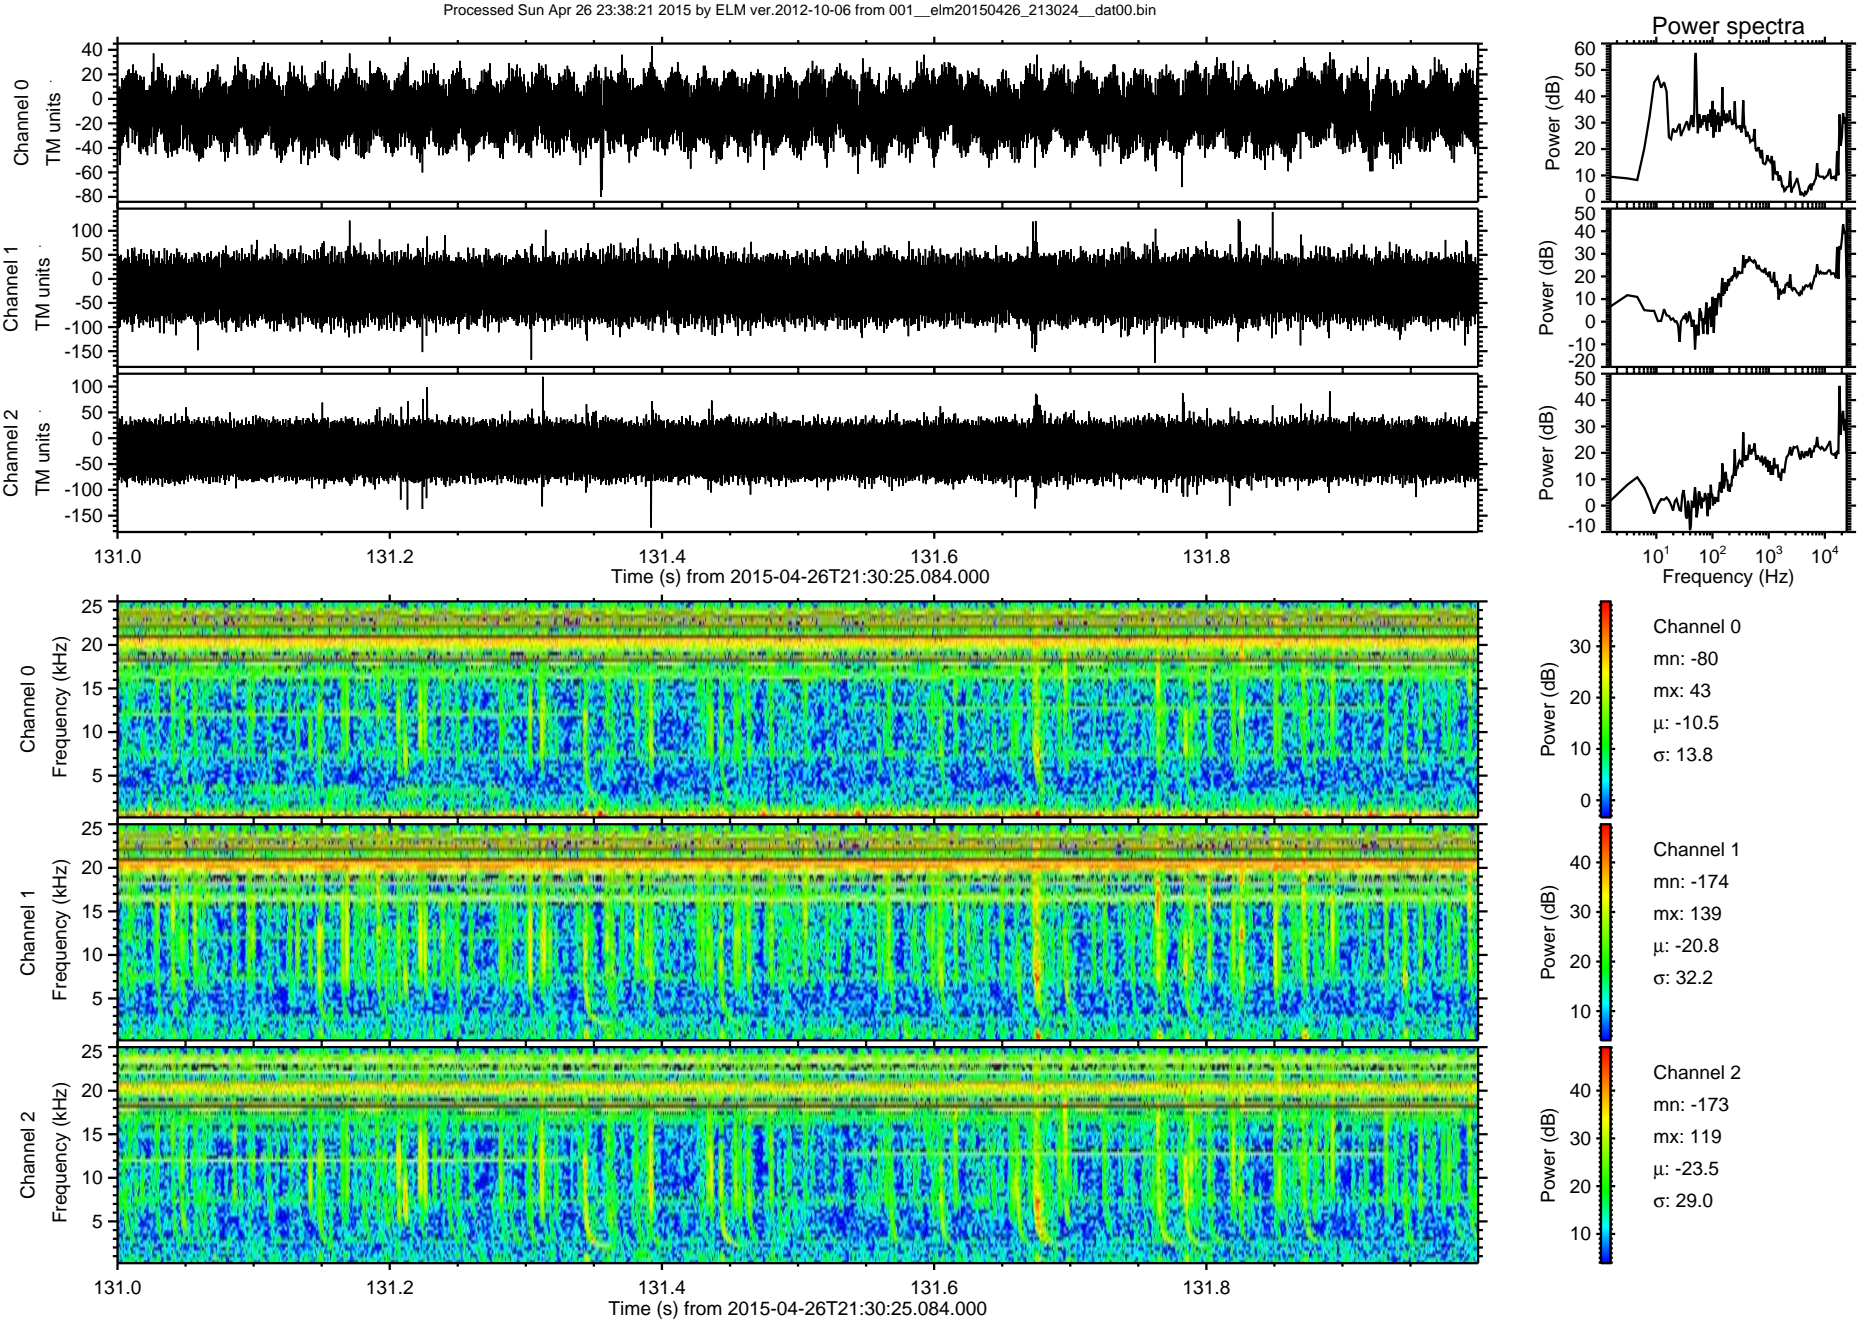 Processed Sun Apr 26 23:38:21 2015 by ELM ver.2012-10-06 from 001__elm20150426_213024__dat00.bin
Power spectra
Channel 0
TM units
40
20
0
-20
-40
-60
-80
Power (dB)
60
50
40
30
20
10
0
Channel 1
TM units
100
50
0
-50
-100
-150
Power (dB)
50
40
30
20
10
0
-10
-20
Channel 2
TM units
100
50
0
-50
-100
-150
Power (dB)
50
40
30
20
10
0
-10
131.0 131.2 131.4 131.6 131.8
Time (s) from 2015-04-26T21:30:25.084.000
10¹ 10² 10³ 10⁴
Frequency (Hz)
Channel 0
Frequency (kHz)
25
20
15
10
5
Power (dB)
30
20
10
0
Channel 0
mn: -80
mx: 43
μ: -10.5
σ: 13.8
Channel 1
Frequency (kHz)
25
20
15
10
5
Power (dB)
40
30
20
10
Channel 1
mn: -174
mx: 139
μ: -20.8
σ: 32.2
Channel 2
Frequency (kHz)
25
20
15
10
5
Power (dB)
40
30
20
10
Channel 2
mn: -173
mx: 119
μ: -23.5
σ: 29.0
131.0 131.2 131.4 131.6 131.8
Time (s) from 2015-04-26T21:30:25.084.000